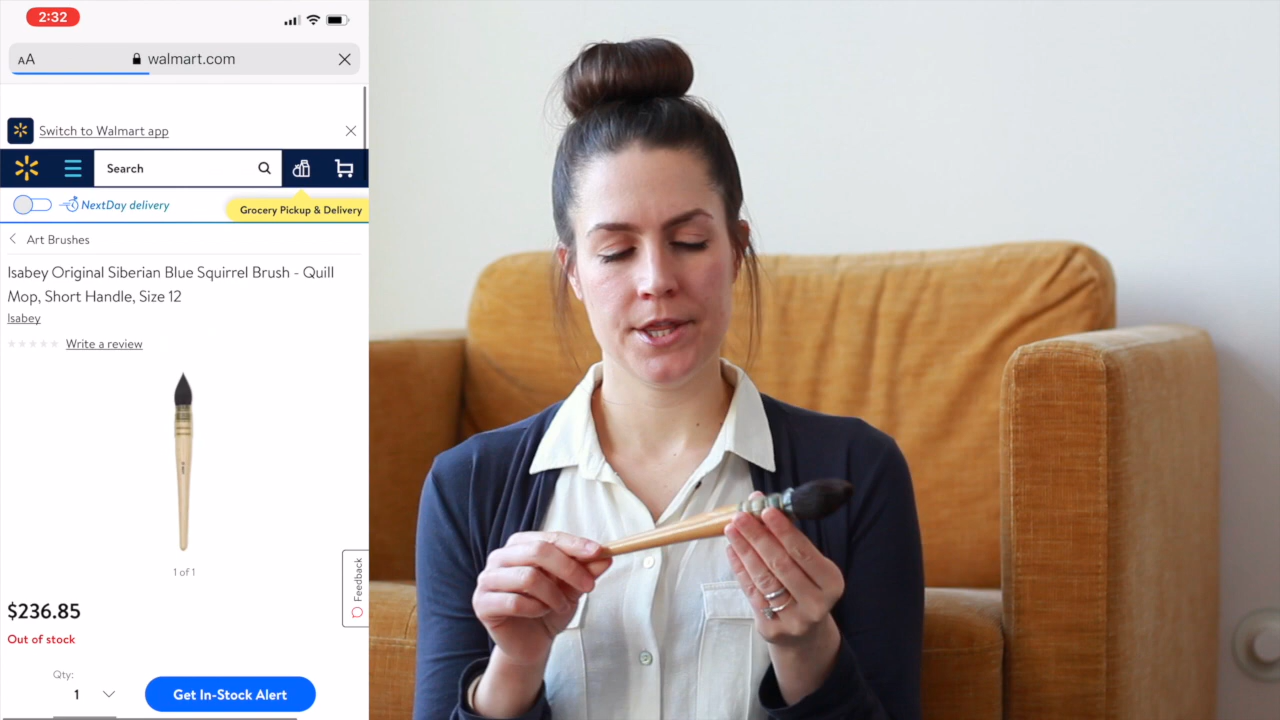 2:32
AA
walmart.com
Switch to Walmart app
Search
NextDay delivery
Grocery Pickup & Delivery
Art Brushes
Isabey Original Siberian Blue Squirrel Brush - Quill
Mop, Short Handle, Size 12
Isabey
Write a review
1 of 1
Feedback
$236.85
Out of stock
Qty:
1
Get In-Stock Alert